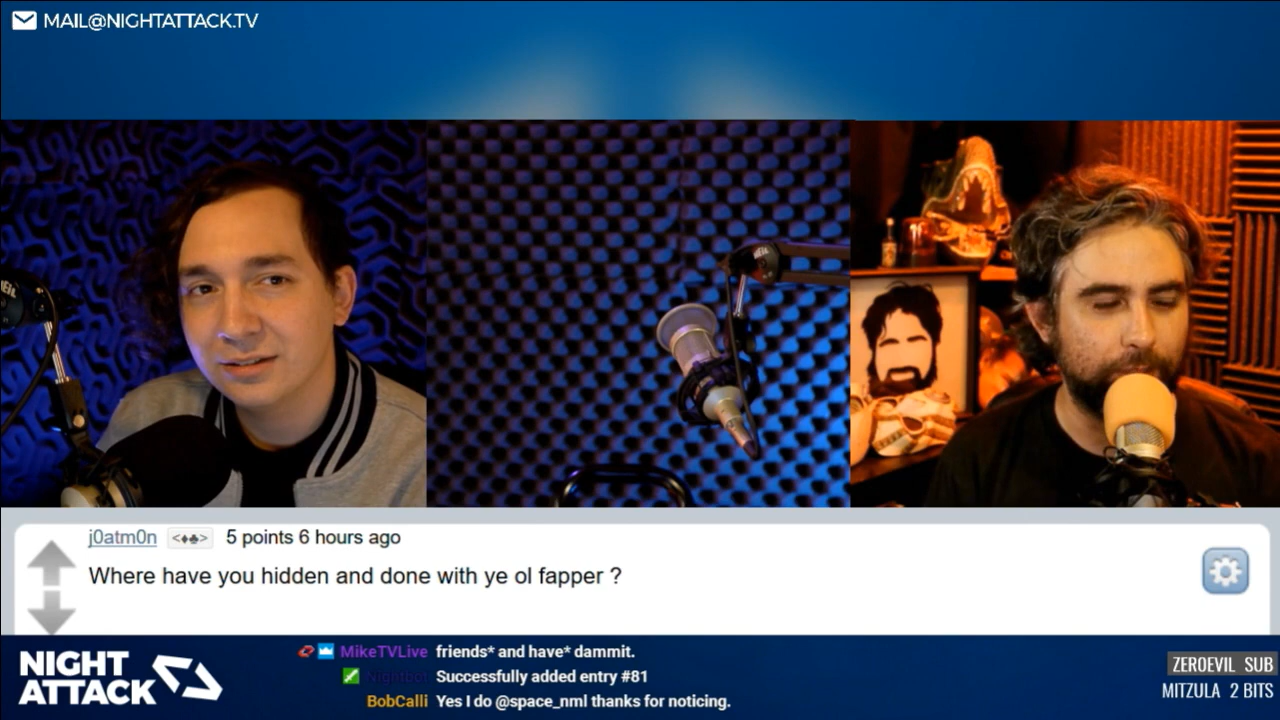 MAIL@NIGHTATTACK.TV
j0atm0n <♦♣> 5 points 6 hours ago
Where have you hidden and done with ye ol fapper ?
NIGHT
ATTACK
MikeTVLive friends* and have* dammit.
Nightbot Successfully added entry #81
BobCalli Yes I do @space_nml thanks for noticing.
ZEROEVIL SUB
MITZULA 2 BITS